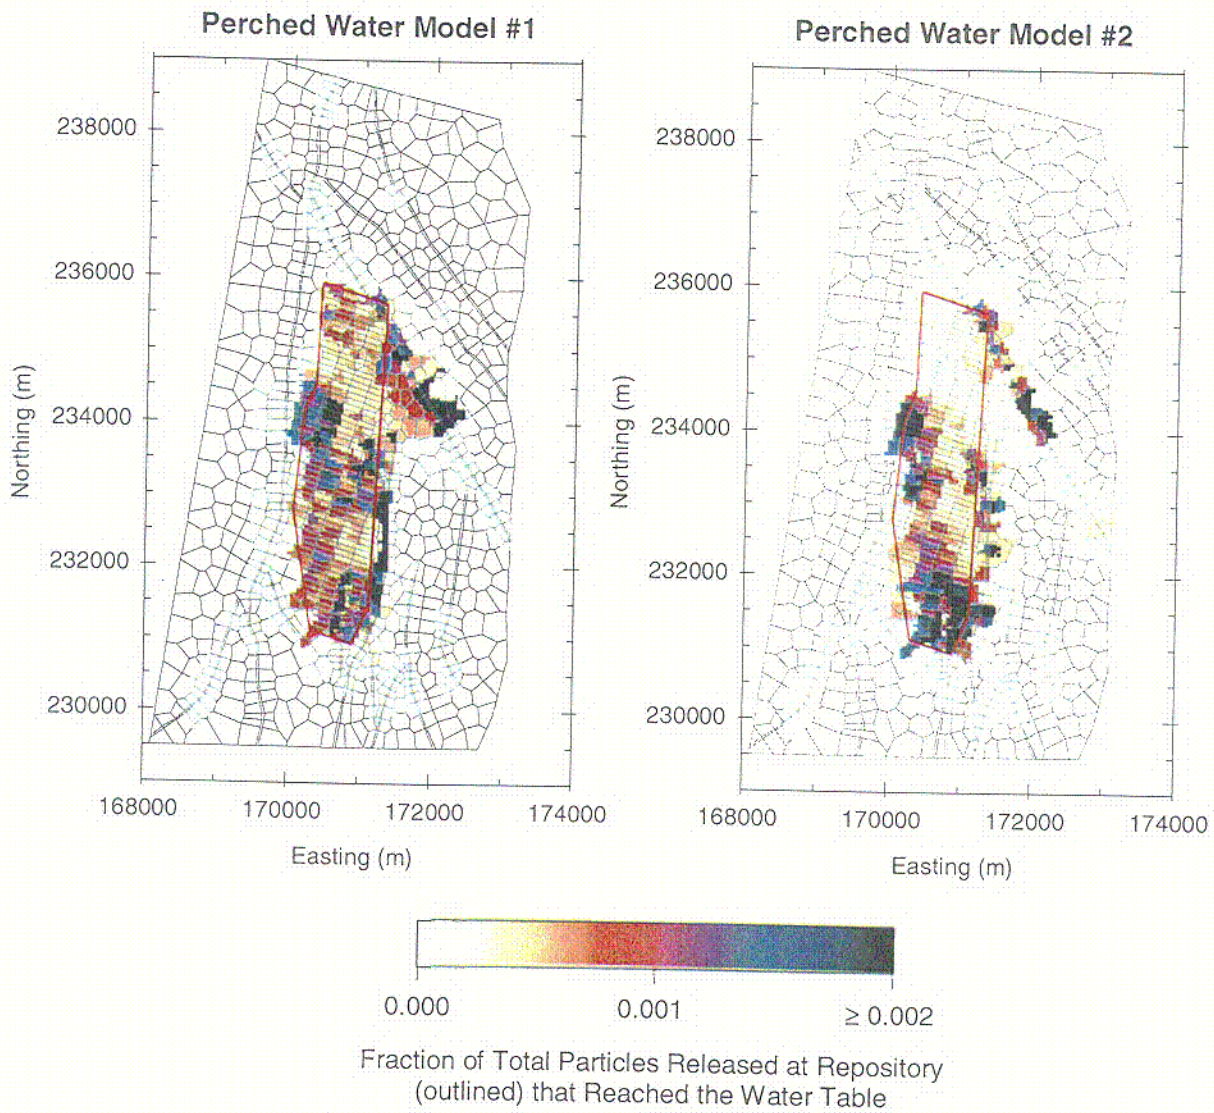 Perched Water Model #1
Perched Water Model #2
238000
236000
234000
232000
230000
Northing (m)
168000
170000
172000
174000
Easting (m)
238000
236000
234000
232000
230000
Northing (m)
168000
170000
172000
174000
Easting (m)
0.000
0.001
≥ 0.002
Fraction of Total Particles Released at Repository
(outlined) that Reached the Water Table